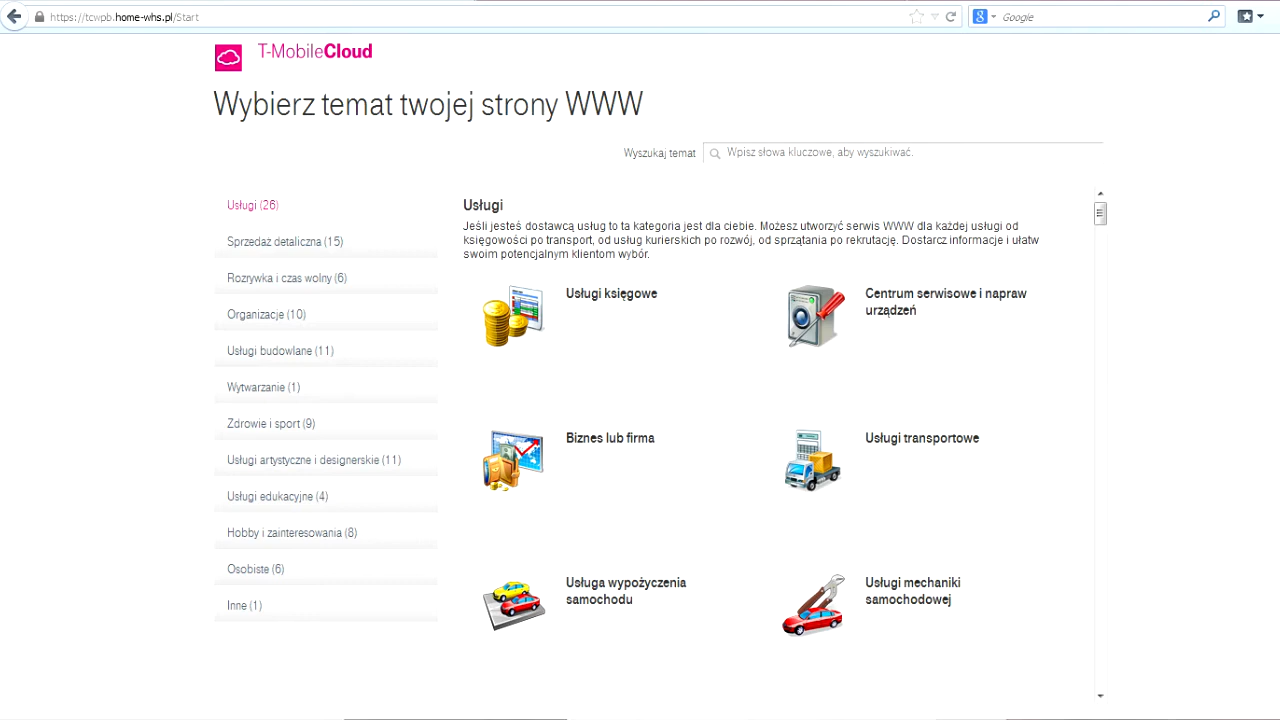 https://tcwpb.home-whs.pl/Start
Google
T-MobileCloud
Wybierz temat twojej strony WWW
Wyszukaj temat
Wpisz słowa kluczowe, aby wyszukiwać.
Usługi (26)
Sprzedaż detaliczna (15)
Rozrywka i czas wolny (6)
Organizacje (10)
Usługi budowlane (11)
Wytwarzanie (1)
Zdrowie i sport (9)
Usługi artystyczne i designerskie (11)
Usługi edukacyjne (4)
Hobby i zainteresowania (8)
Osobiste (6)
Inne (1)
Usługi
Jeśli jesteś dostawcą usług to ta kategoria jest dla ciebie. Możesz utworzyć serwis WWW dla każdej usługi od
księgowości po transport, od usług kurierskich po rozwój, od sprzątania po rekrutację. Dostarcz informacje i ułatw
swoim potencjalnym klientom wybór.
Usługi księgowe
Centrum serwisowe i napraw
urządzeń
Biznes lub firma
Usługi transportowe
Usługa wypożyczenia
samochodu
Usługi mechaniki
samochodowej